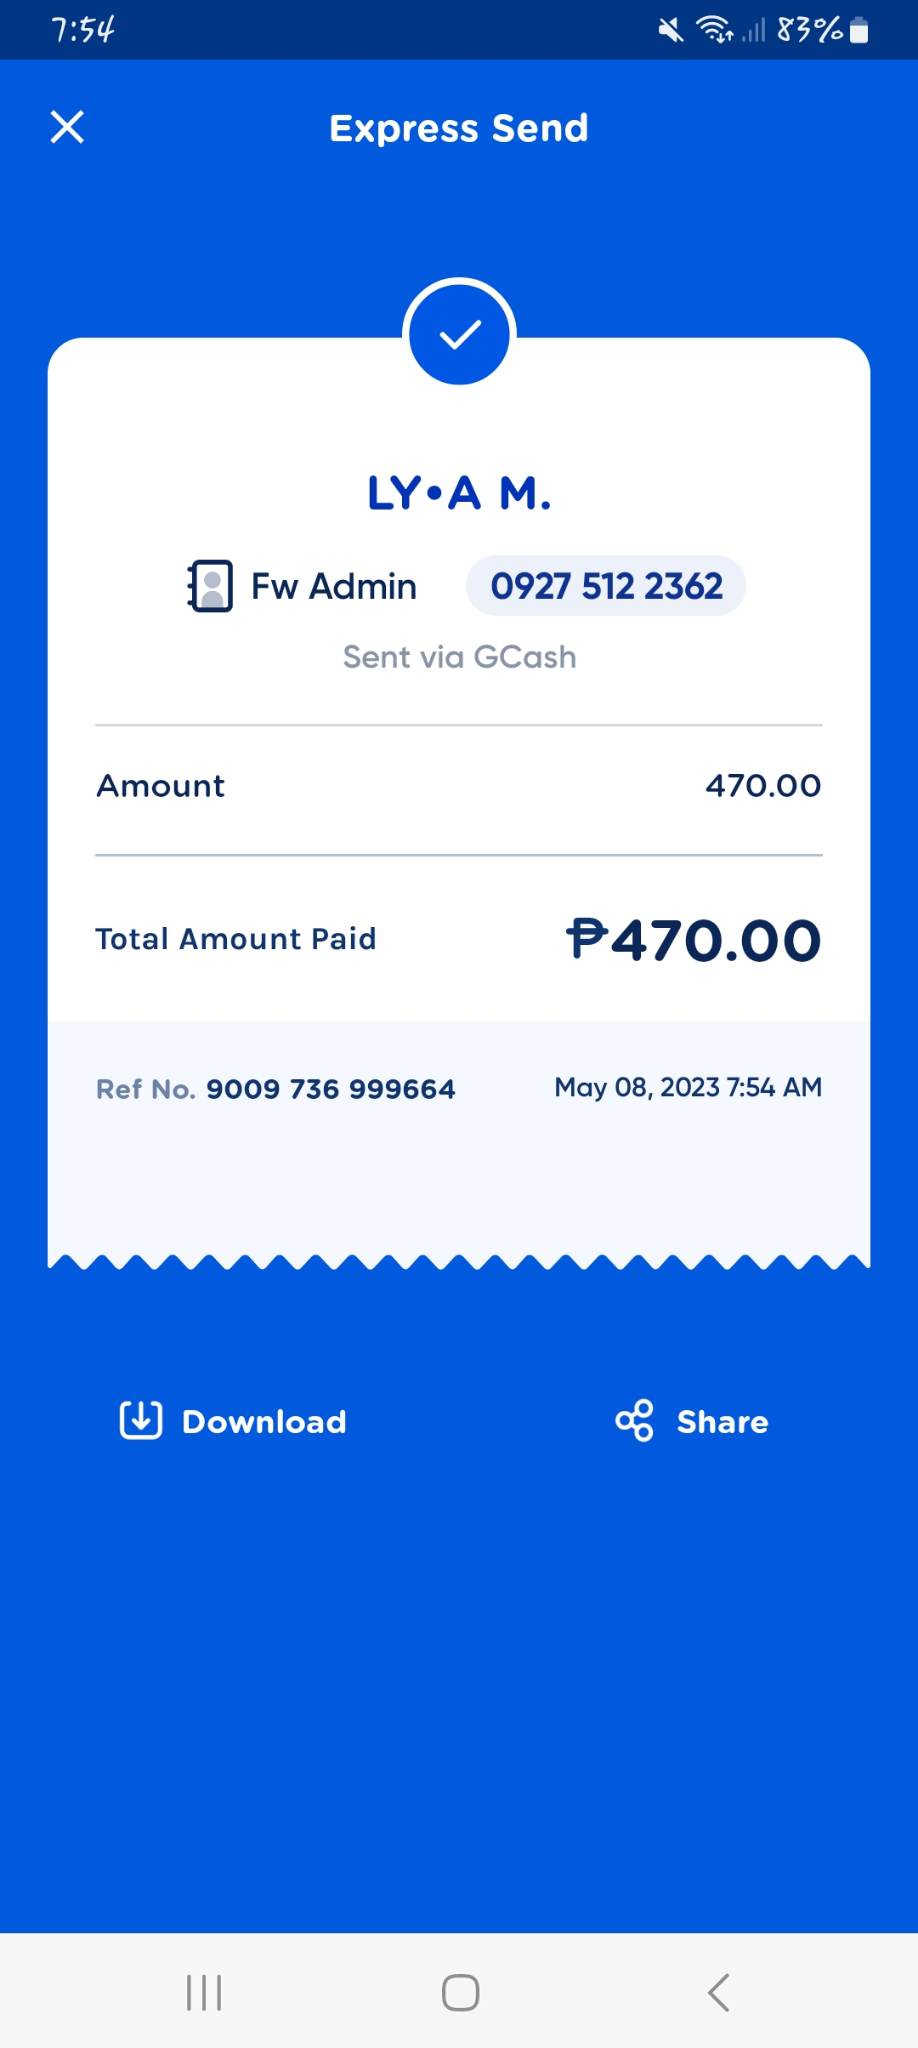 7:54
83%
Express Send
LY•A M.
Fw Admin 0927 512 2362
Sent via GCash
Amount 470.00
Total Amount Paid ₱470.00
Ref No. 9009 736 999664 May 08, 2023 7:54 AM
Download Share